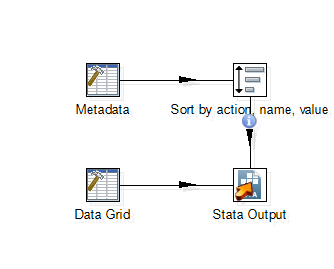 Metadata
Sort by action, name, value
Data Grid
Stata Output